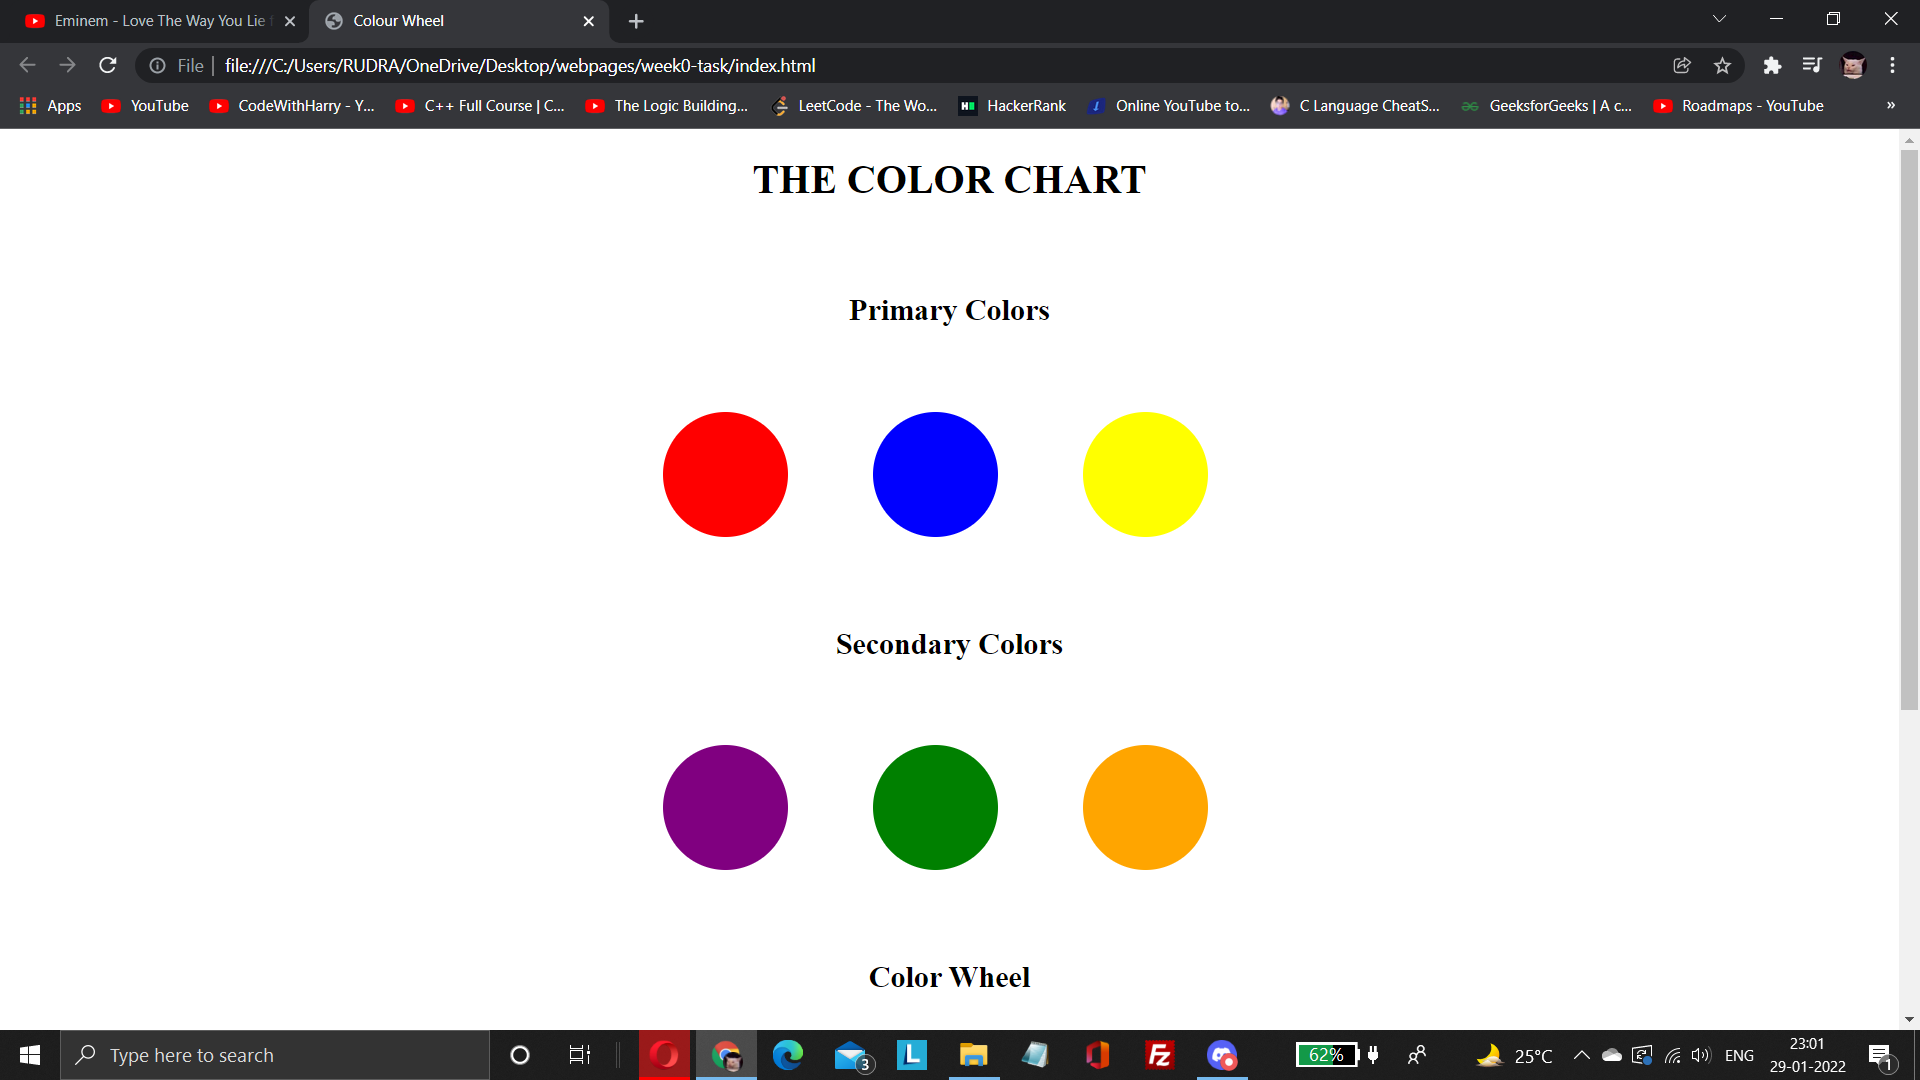 Eminem - Love The Way You Lie
Colour Wheel
File
file:///C:/Users/RUDRA/OneDrive/Desktop/webpages/week0-task/index.html
Apps
YouTube
CodeWithHarry - Y...
C++ Full Course | C...
The Logic Building...
LeetCode - The Wo...
H
HackerRank
Online YouTube to...
C Language CheatS...
GeeksforGeeks | A c...
Roadmaps - YouTube
»
THE COLOR CHART
Primary Colors
Secondary Colors
Color Wheel
Type here to search
3
L
Fz
62%
25°C
ENG
23:01
29-01-2022
1